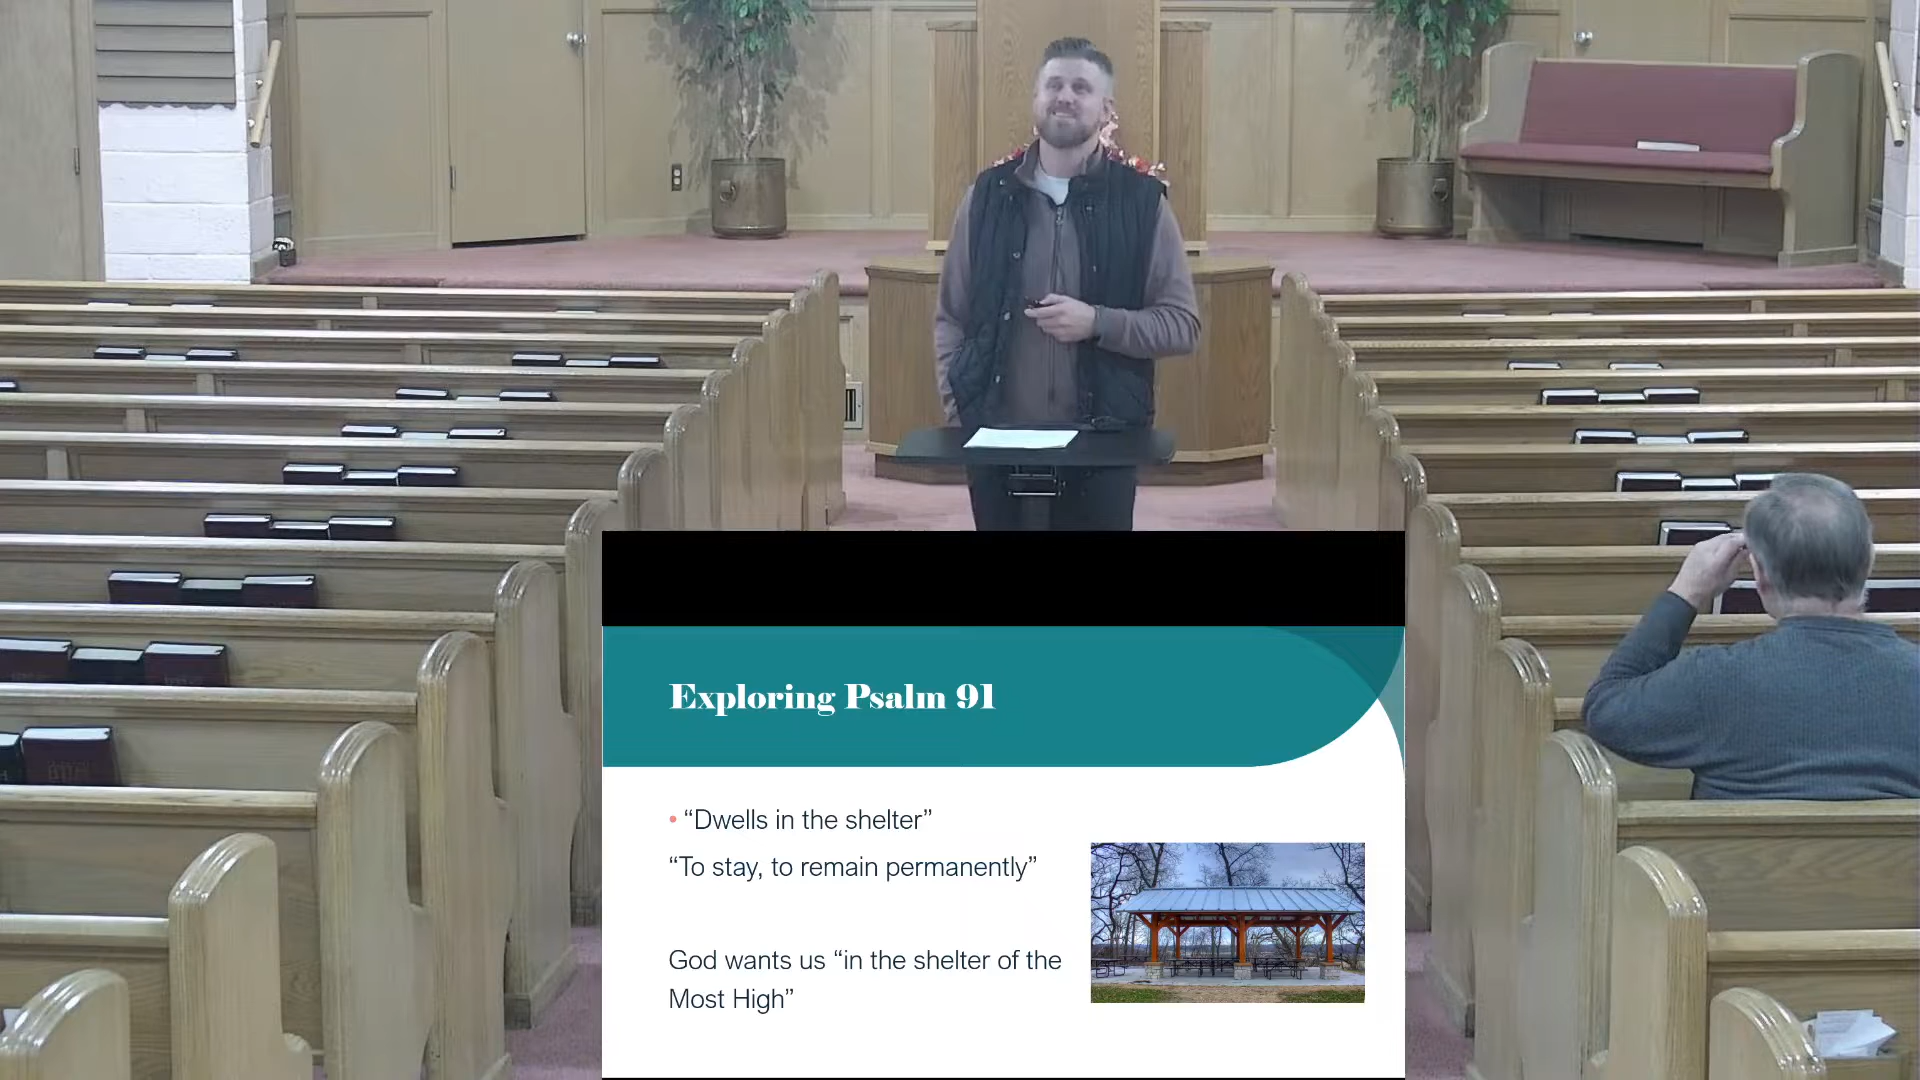 Exploring Psalm 91
• “Dwells in the shelter”
“To stay, to remain permanently”
God wants us “in the shelter of the
Most High”